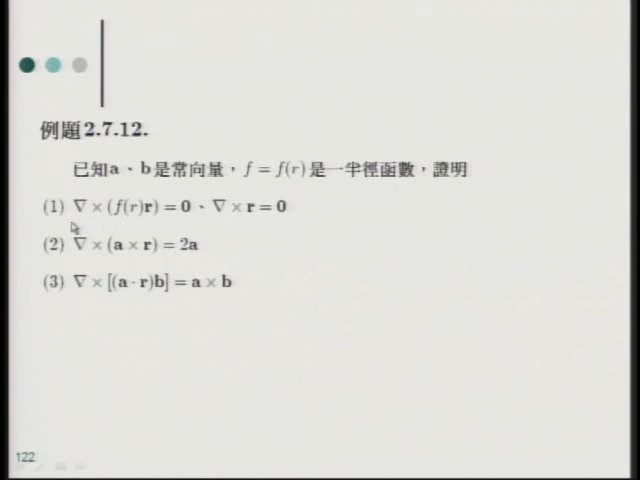 例題2.7.12.
已知a、b是常向量，f = f(r)是一半徑函數，證明
(1) ∇ × (f(r)r) = 0、∇ × r = 0
(2) ∇ × (a × r) = 2a
(3) ∇ × [(a · r)b] = a × b
122